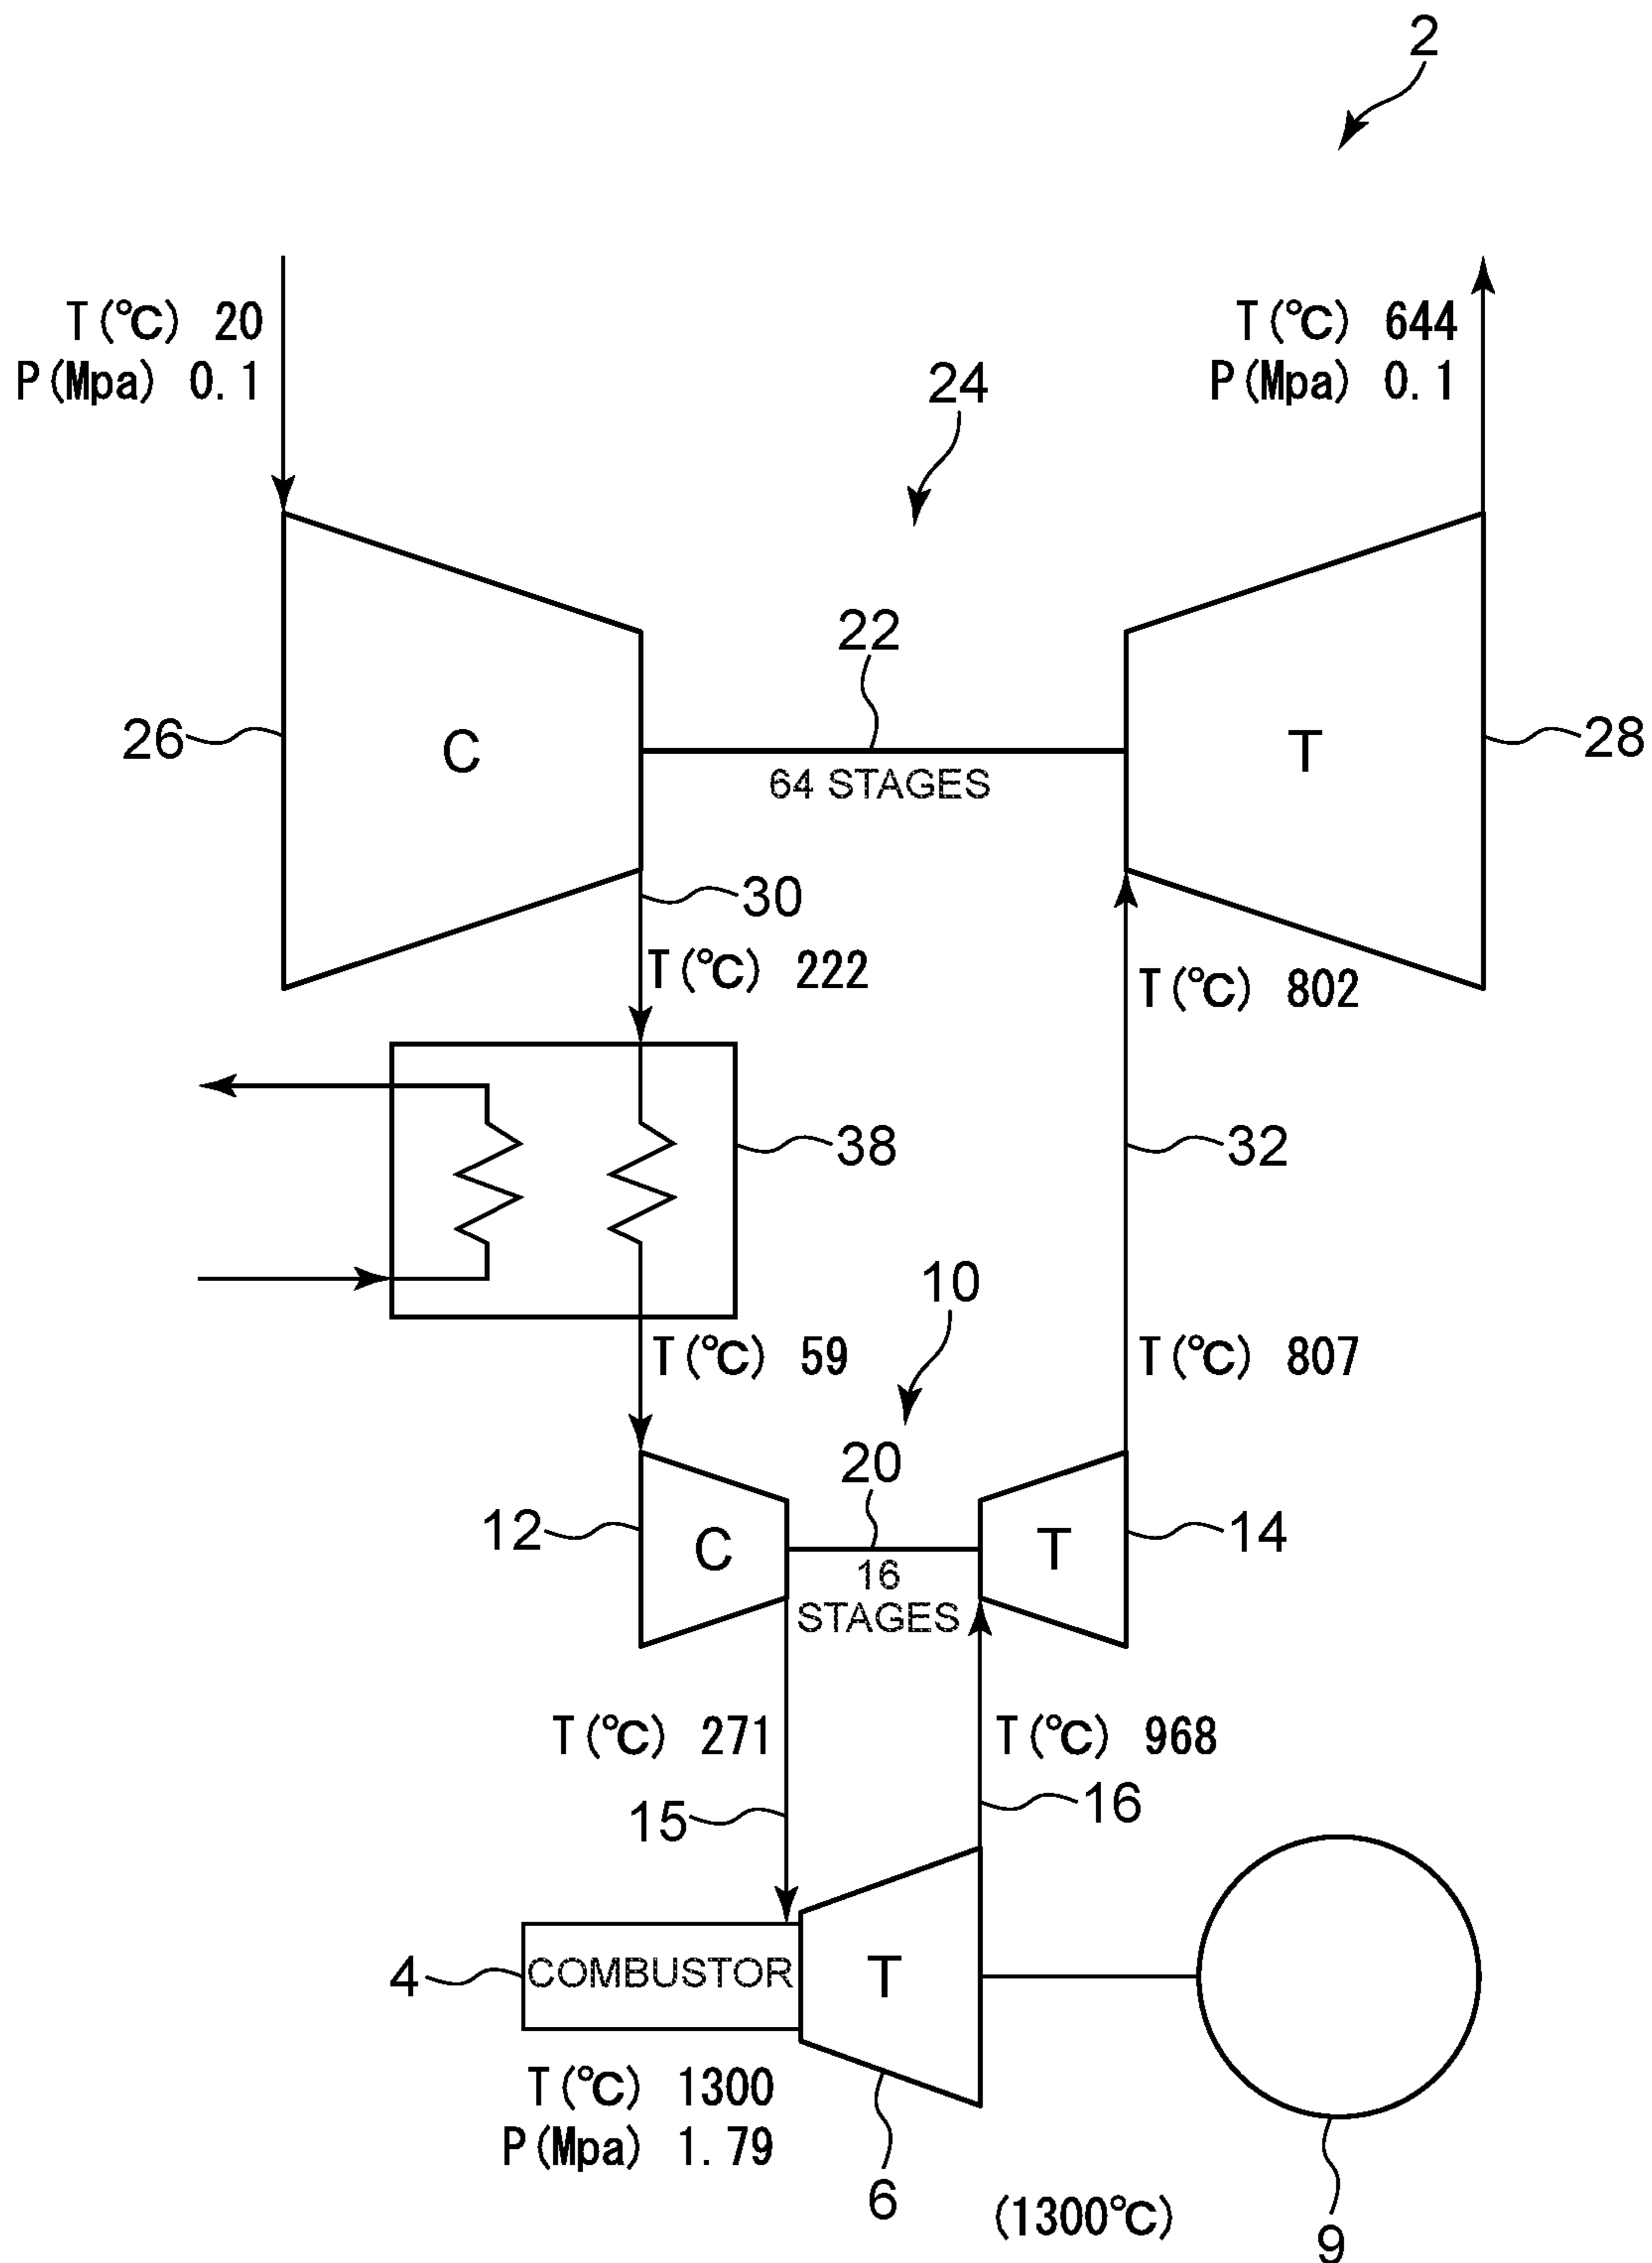 2
T(℃) 20
P(Mpa) 0.1
T(℃) 644
P(Mpa) 0.1
24
22
26
C
T
28
64 STAGES
30
T(℃) 222
T(℃) 802
38
32
10
T(℃) 59
T(℃) 807
20
12
C
T
14
16
STAGES
T(℃) 271
T(℃) 968
15
16
4
COMBUSTOR
T
T(℃) 1300
P(Mpa) 1.79
6
(1300℃)
9